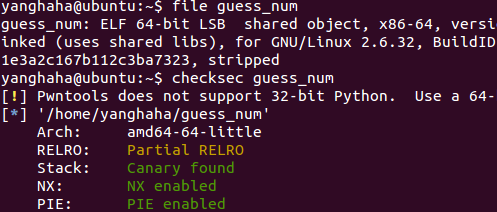 yanghaha@ubuntu:~$ file guess_num
guess_num: ELF 64-bit LSB  shared object, x86-64, versi
inked (uses shared libs), for GNU/Linux 2.6.32, BuildID
1e3a2c167b112c3ba7323, stripped
yanghaha@ubuntu:~$ checksec guess_num
[!] Pwntools does not support 32-bit Python.  Use a 64-
[*] '/home/yanghaha/guess_num'
    Arch:     amd64-64-little
    RELRO:    Partial RELRO
    Stack:    Canary found
    NX:       NX enabled
    PIE:      PIE enabled